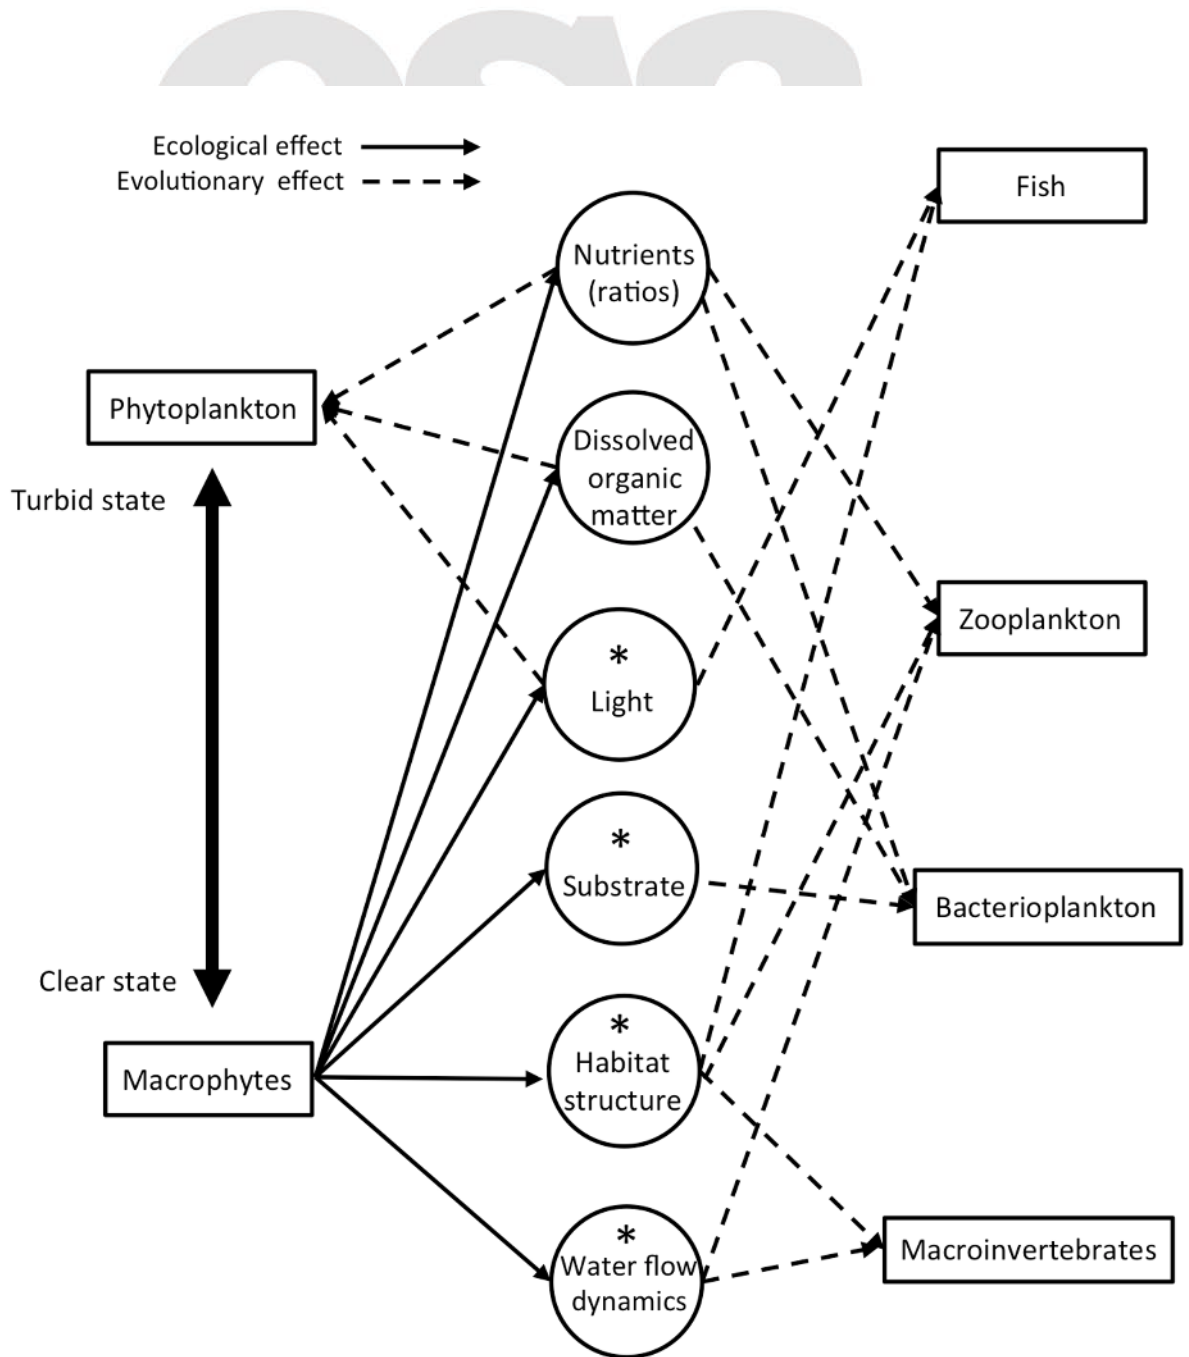 Ecological effect
Evolutionary effect
Fish
Nutrients
(ratios)
Phytoplankton
Dissolved
organic
matter
Turbid state
Zooplankton
*
Light
*
Substrate
Bacterioplankton
Clear state
*
Habitat
structure
Macrophytes
*
Water flow
dynamics
Macroinvertebrates